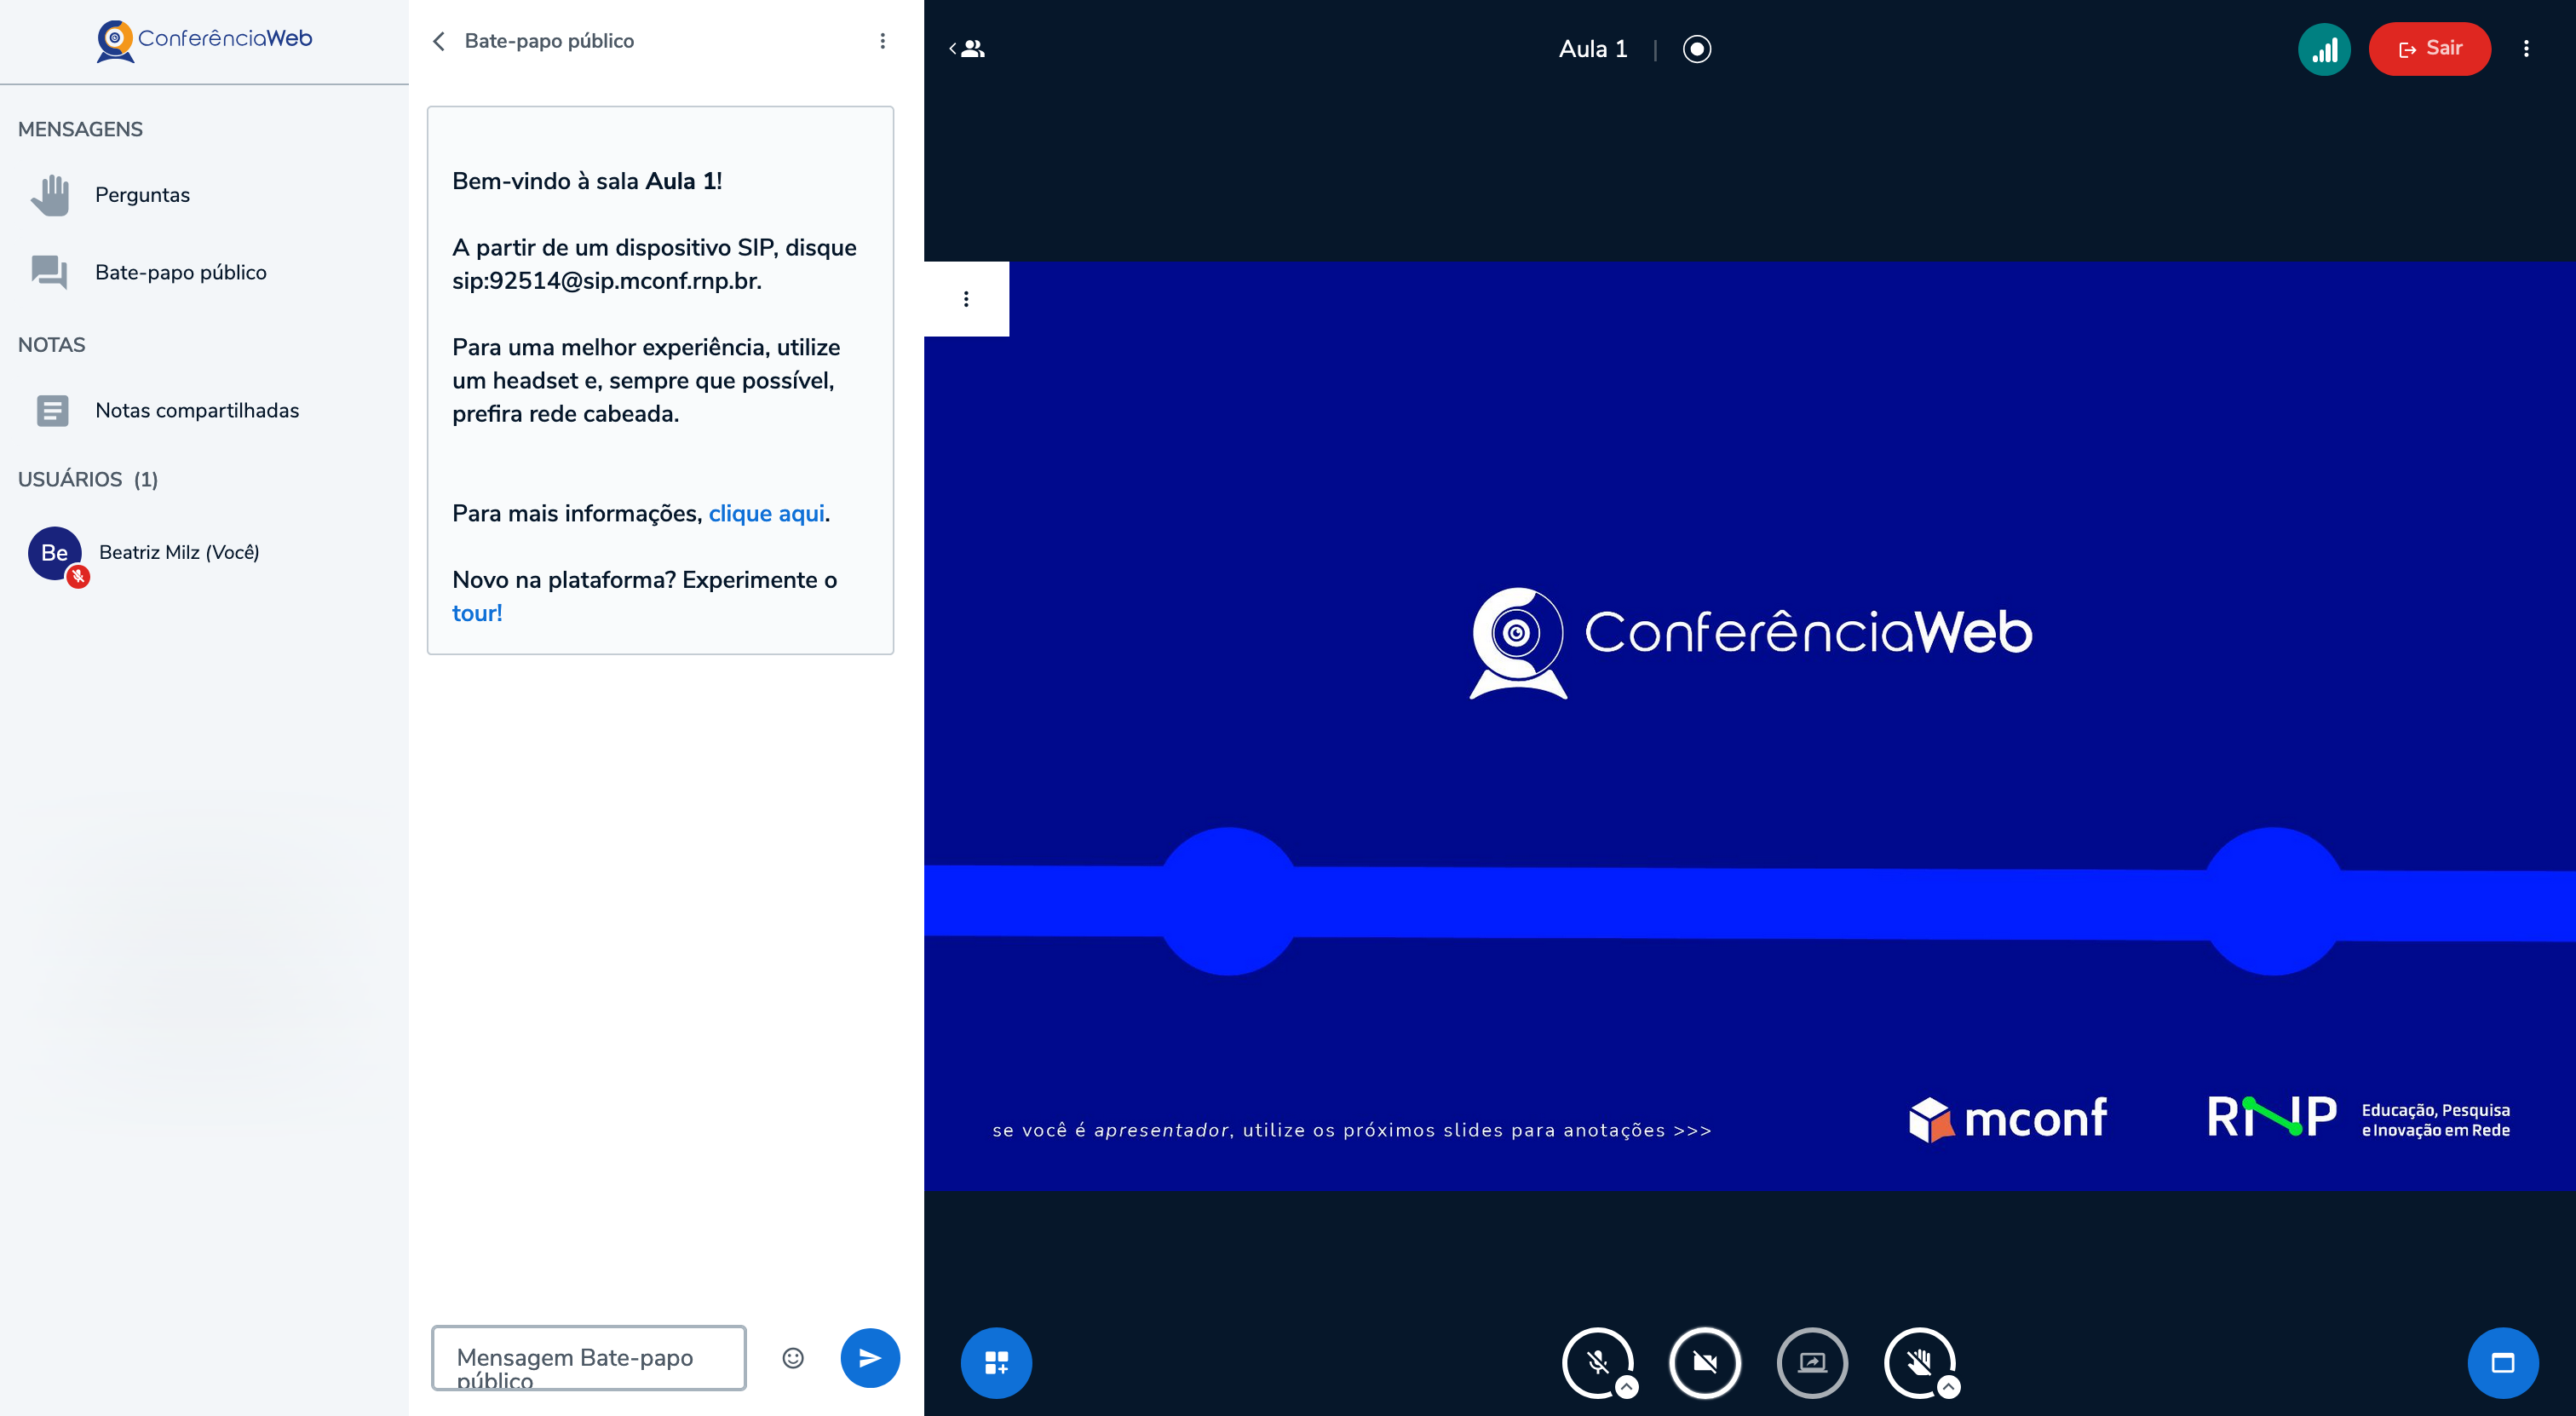 ConferênciaWeb
MENSAGENS
Perguntas
Bate-papo público
NOTAS
Notas compartilhadas
USUÁRIOS (1)
Be
Beatriz Milz (Você)
Bate-papo público
Bem-vindo à sala Aula 1!
A partir de um dispositivo SIP, disque
sip:92514@sip.mconf.rnp.br.
Para uma melhor experiência, utilize
um headset e, sempre que possível,
prefira rede cabeada.
Para mais informações, clique aqui.
Novo na plataforma? Experimente o
tour!
Mensagem Bate-papo
público
Aula 1
Sair
ConferênciaWeb
se você é apresentador, utilize os próximos slides para anotações >>>
mconf
RNP
Educação, Pesquisa
e Inovação em Rede